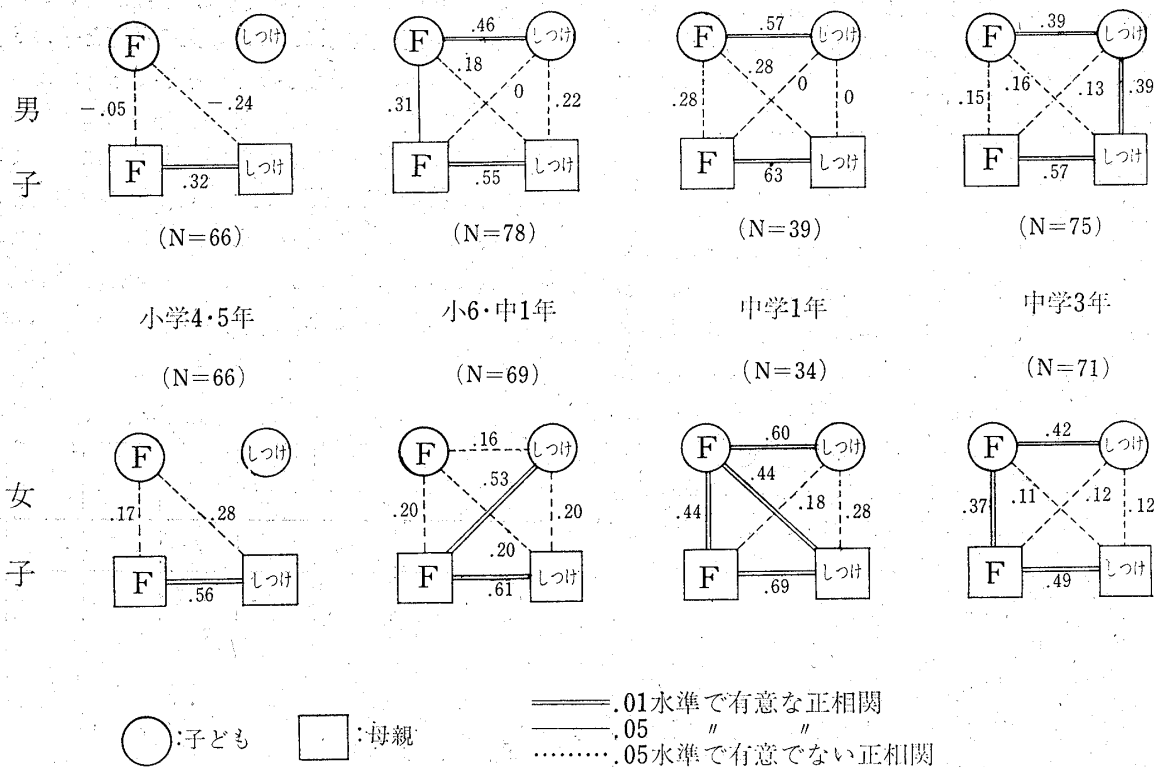 男子
F しつけ
-.05 -.24
F しつけ
.32
(N=66)
.46
F しつけ
.18
.31 0 .22
F しつけ
.55
(N=78)
.57
F しつけ
.28
.28 0 0
F しつけ
.63
(N=39)
.39
F しつけ
.15 .16 .13 .39
F しつけ
.57
(N=75)
小学4・5年 小6・中1年 中学1年 中学3年
(N=66) (N=69) (N=34) (N=71)
女子
F しつけ
.17 .28
F しつけ
.56
.16
F しつけ
.53
.20 .20
.20
F しつけ
.61
.60
F しつけ
.44
.44 .18 .28
F しつけ
.69
.42
F しつけ
.37 .11 .12 .12
F しつけ
.49
:子ども :母親
.01水準で有意な正相関
.05 〃 〃
.05水準で有意でない正相関